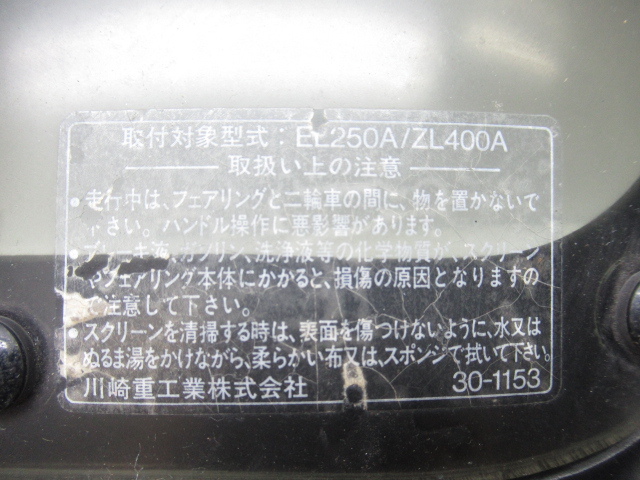 取付対象型式：EL250A/ZL400A
取扱い上の注意
●走行中は、フェアリングと二輪車の間に、物を置かないで
下さい。ハンドル操作に悪影響があります。
●ブレーキ液、ガソリン、洗浄液等の化学物質が、スクリーン
やフェアリング本体にかかると、損傷の原因となりますの
で注意して下さい。
●スクリーンを清掃する時は、表面を傷つけないように、水又は
ぬるま湯をかけながら、柔らかい布又は、スポンジで拭いて下さい。
川崎重工業株式会社 30-1153